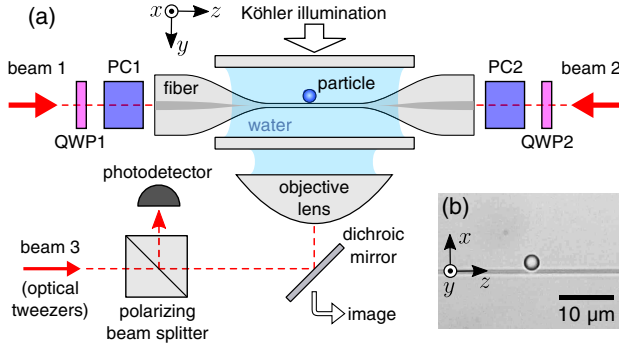 (a)
x
z
y
Köhler illumination
beam 1
PC1
fiber
particle
water
PC2
beam 2
QWP1
QWP2
photodetector
objective
lens
beam 3
(optical
tweezers)
polarizing
beam splitter
dichroic
mirror
image
(b)
x
y
z
10 µm